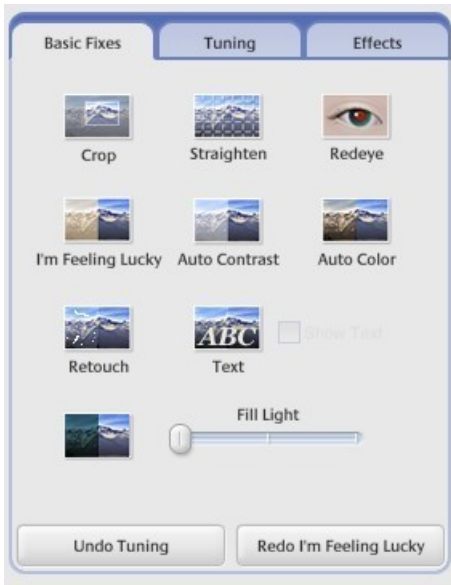 Basic Fixes Tuning Effects
Crop Straighten Redeye
I'm Feeling Lucky Auto Contrast Auto Color
ABC
Retouch Text Show Text
Fill Light
Undo Tuning Redo I'm Feeling Lucky